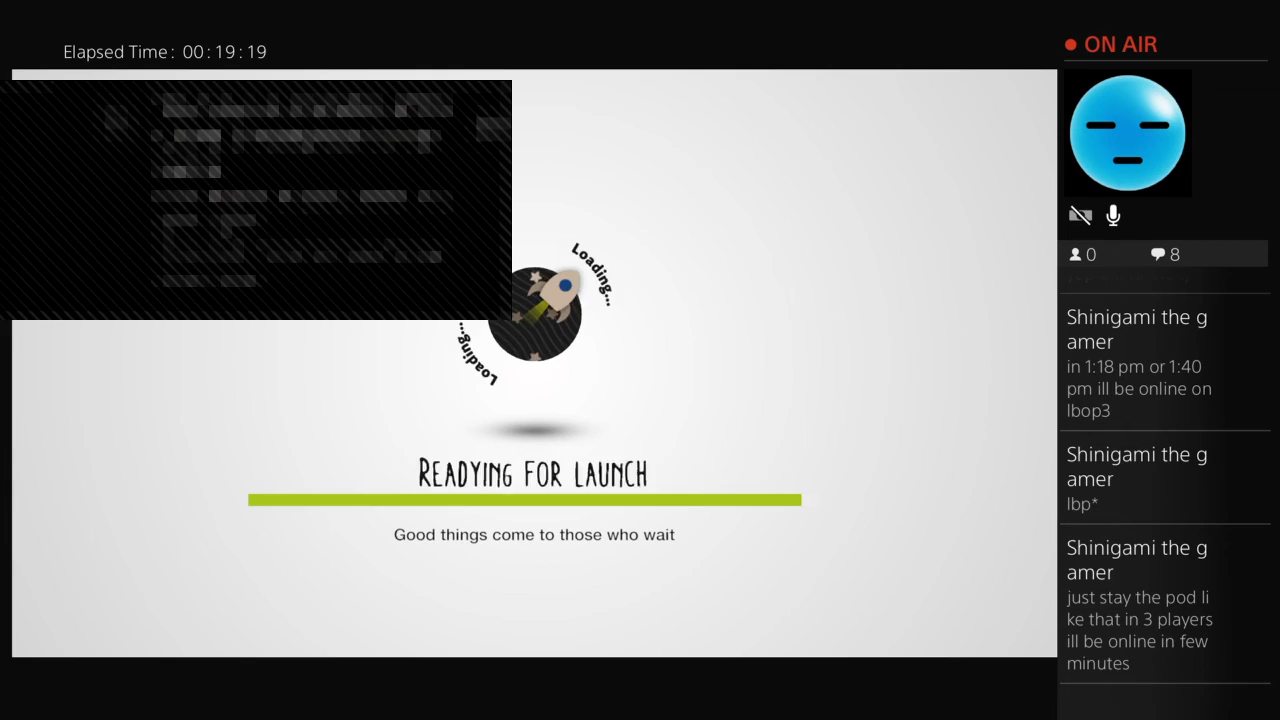 Elapsed Time: 00:19:19
ON AIR
0
8
Loading...
Loading...
READYING FOR LAUNCH
Good things come to those who wait
Shinigami the g
amer
in 1:18 pm or 1:40
pm ill be online on
lbop3
Shinigami the g
amer
lbp*
Shinigami the g
amer
just stay the pod li
ke that in 3 players
ill be online in few
minutes